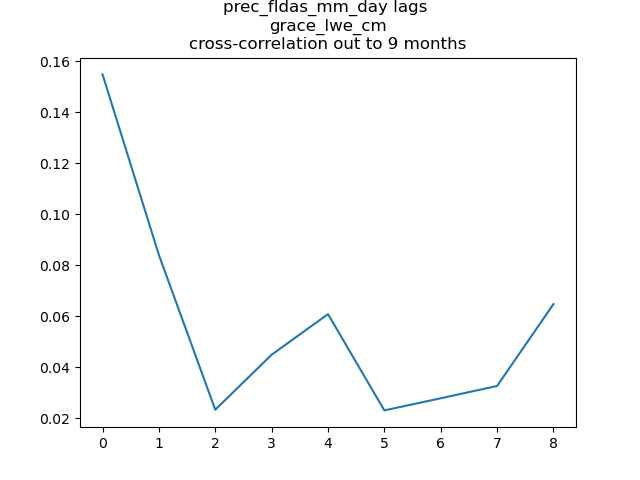 prec_fldas_mm_day lags
grace_lwe_cm
cross-correlation out to 9 months
0.16
0.14
0.12
0.10
0.08
0.06
0.04
0.02
0 1 2 3 4 5 6 7 8